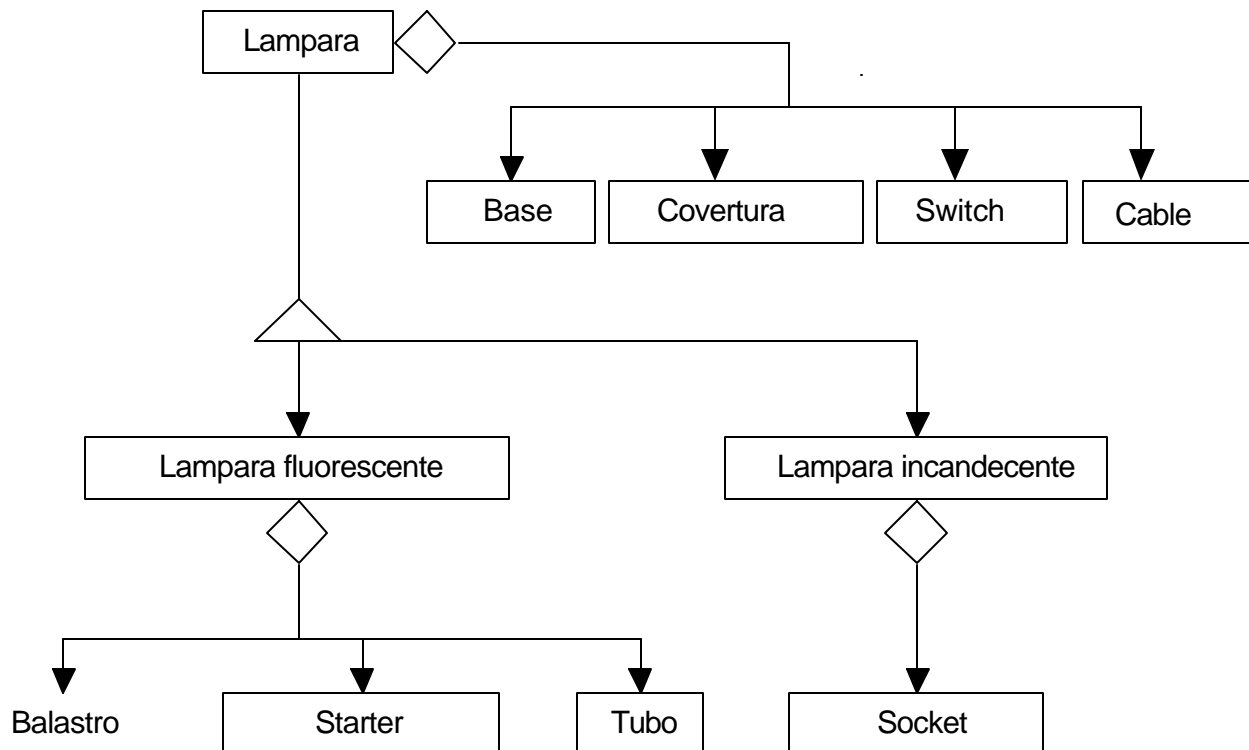 Lampara
Base
Covertura
Switch
Cable
Lampara fluorescente
Lampara incandecente
Balastro
Starter
Tubo
Socket